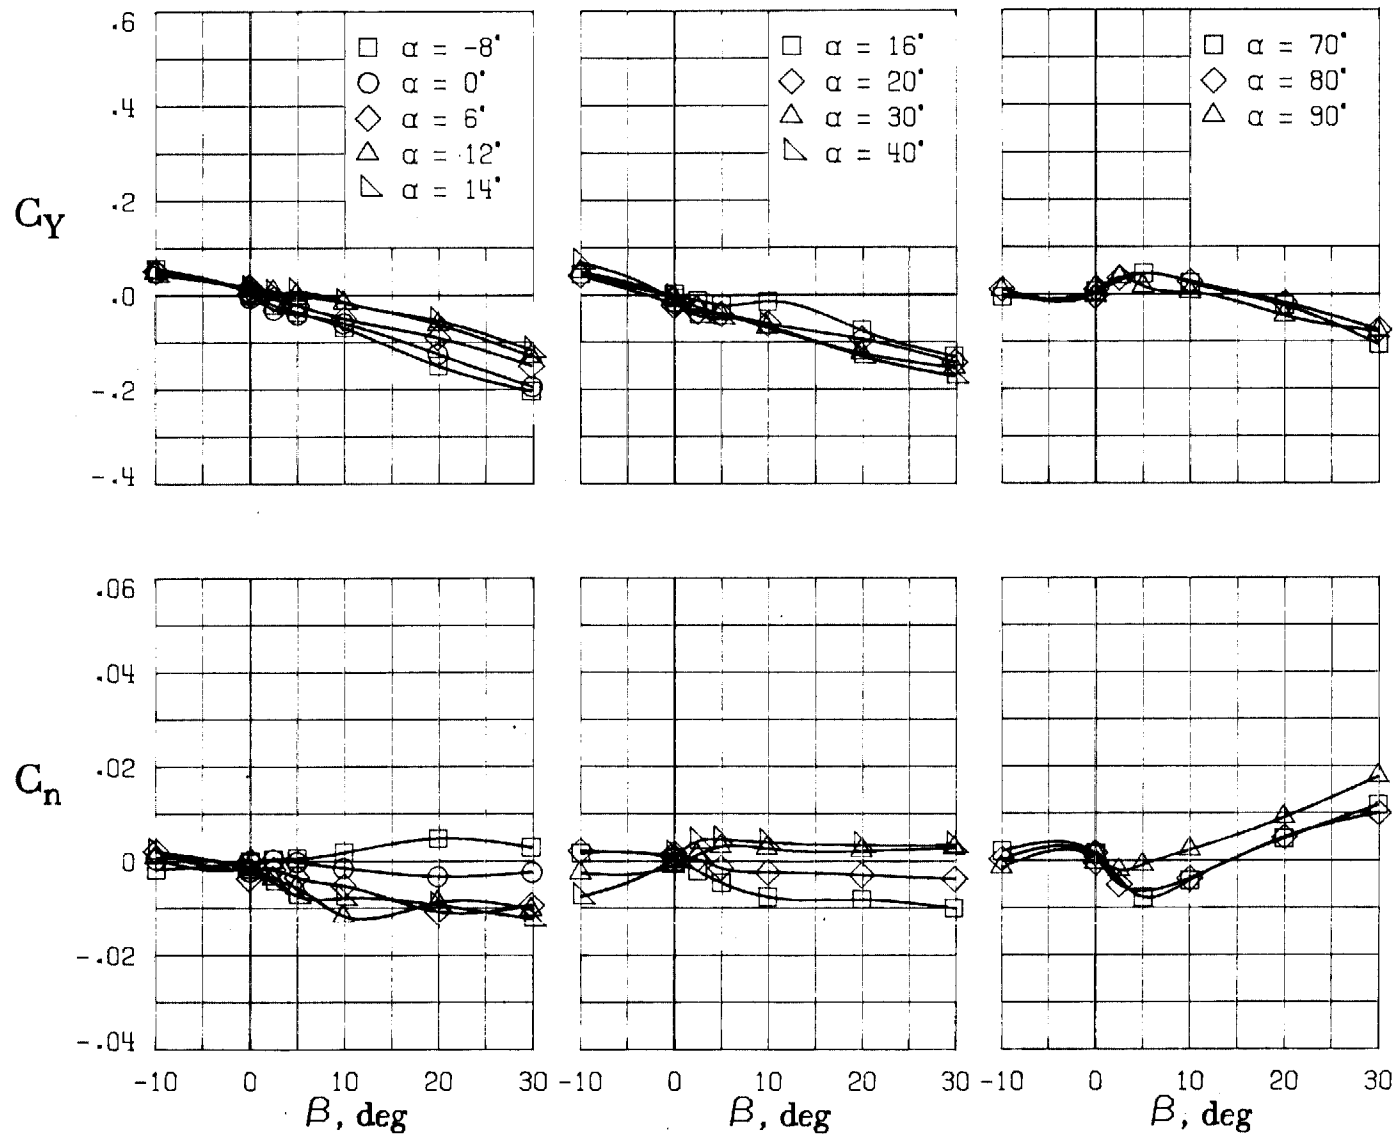 .6
.4
.2
.0
-.2
-.4
C_Y
α = -8°
α = 0°
α = 6°
α = 12°
α = 14°
α = 16°
α = 20°
α = 30°
α = 40°
α = 70°
α = 80°
α = 90°
.06
.04
.02
0
-.02
-.04
C_n
-10 0 10 20 30
β, deg
-10 0 10 20 30
β, deg
-10 0 10 20 30
β, deg